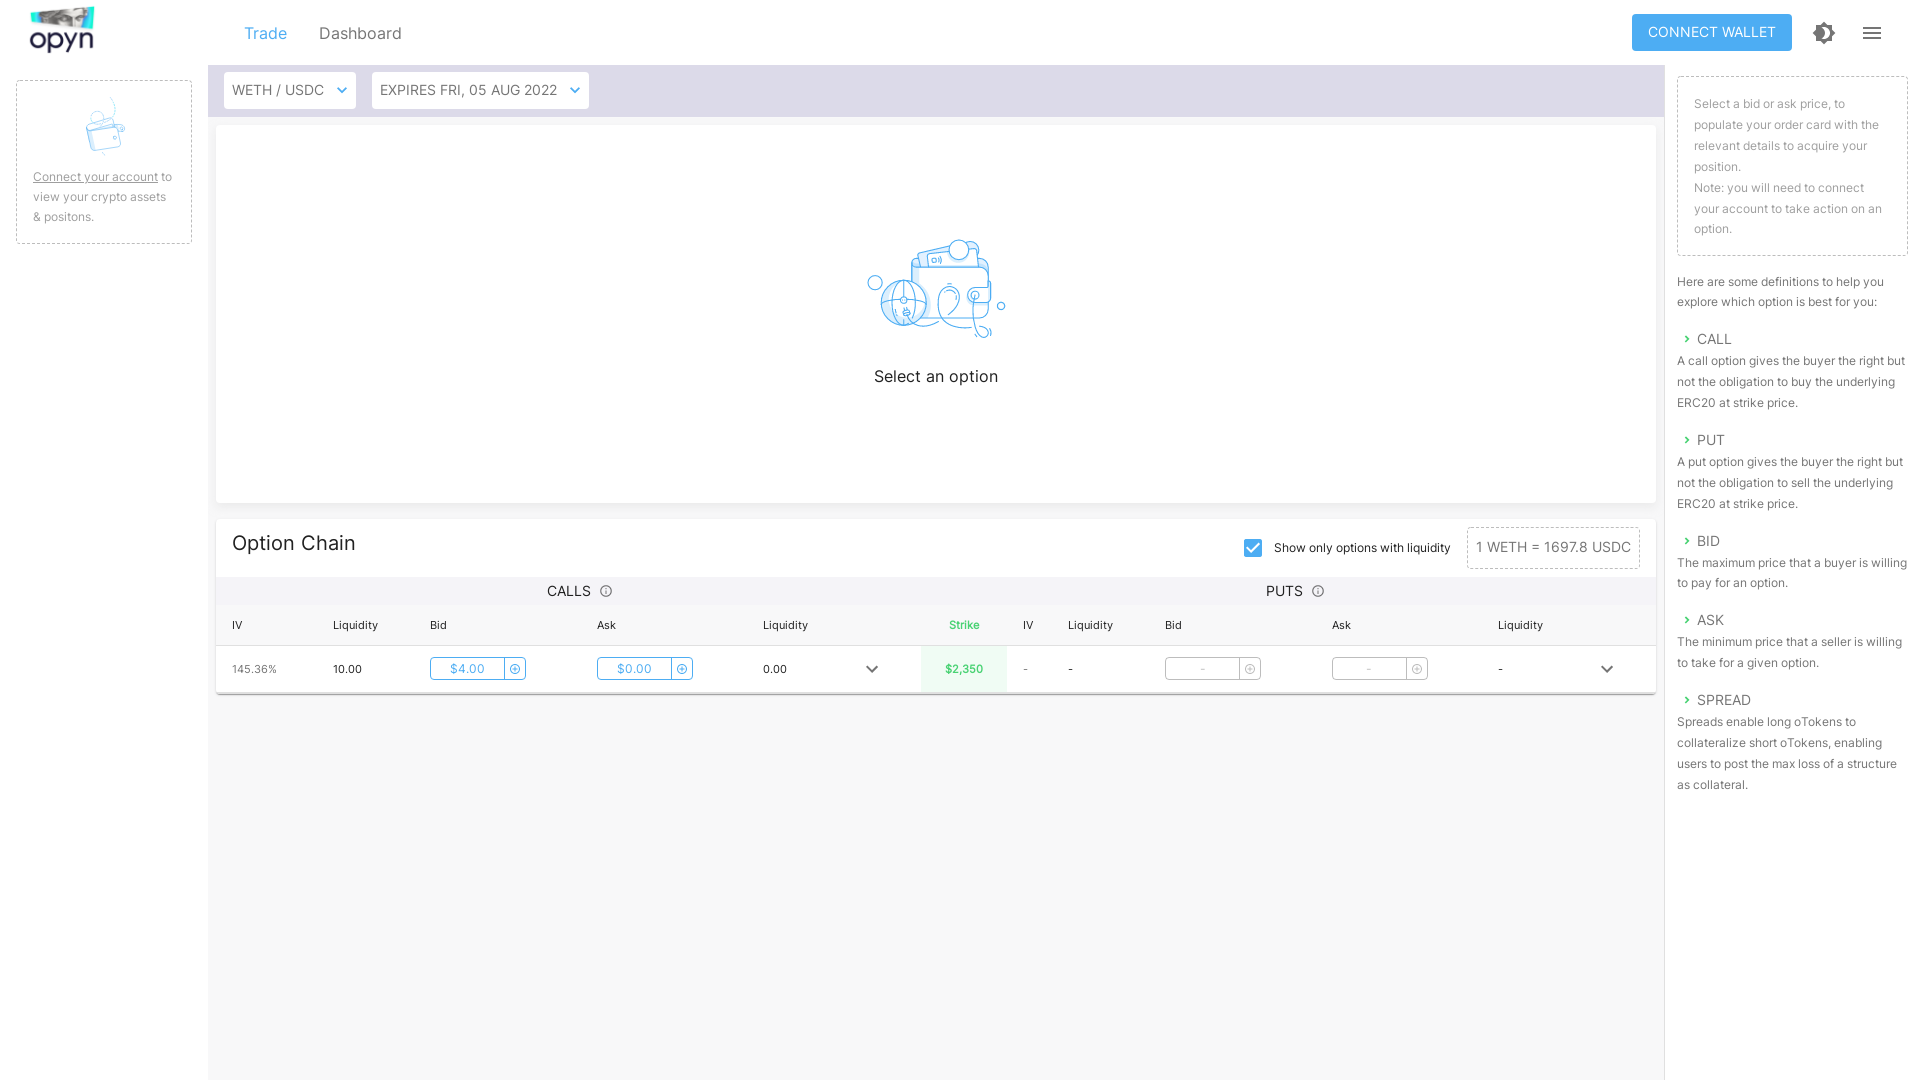 opyn
Trade
Dashboard
CONNECT WALLET
Connect your account to
view your crypto assets
& positons.
WETH / USDC
EXPIRES FRI, 05 AUG 2022
Select an option
Option Chain
Show only options with liquidity
1 WETH = 1697.8 USDC
CALLS
PUTS
IV Liquidity Bid Ask Liquidity Strike IV Liquidity Bid Ask Liquidity
145.36% 10.00 $4.00 $0.00 0.00 $2,350 - - - - -
Select a bid or ask price, to
populate your order card with the
relevant details to acquire your
position.
Note: you will need to connect
your account to take action on an
option.
Here are some definitions to help you
explore which option is best for you:
CALL
A call option gives the buyer the right but
not the obligation to buy the underlying
ERC20 at strike price.
PUT
A put option gives the buyer the right but
not the obligation to sell the underlying
ERC20 at strike price.
BID
The maximum price that a buyer is willing
to pay for an option.
ASK
The minimum price that a seller is willing
to take for a given option.
SPREAD
Spreads enable long oTokens to
collateralize short oTokens, enabling
users to post the max loss of a structure
as collateral.